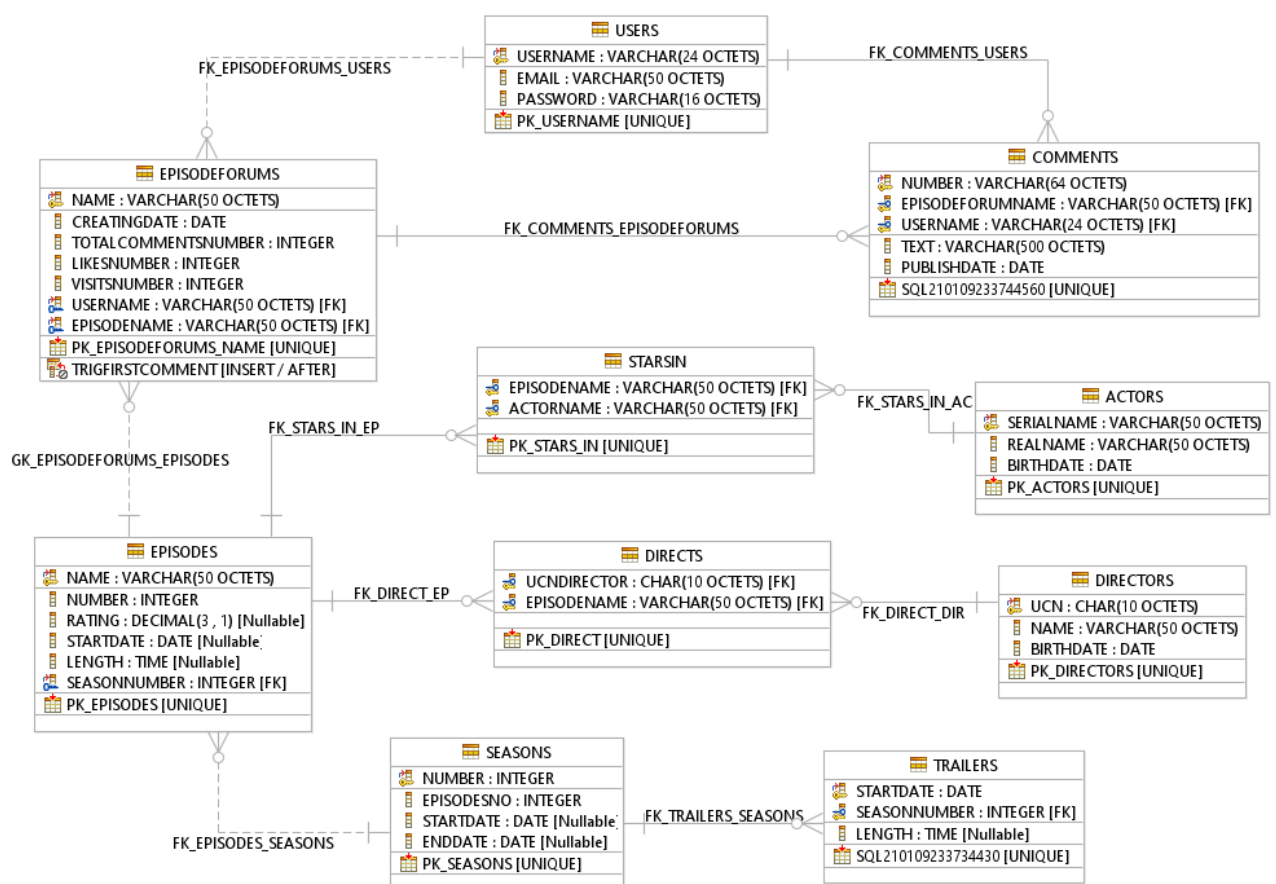 USERS
USERNAME : VARCHAR(24 OCTETS)
EMAIL : VARCHAR(50 OCTETS)
PASSWORD : VARCHAR(16 OCTETS)
PK_USERNAME [UNIQUE]
FK_EPISODEFORUMS_USERS
FK_COMMENTS_USERS
EPISODEFORUMS
NAME : VARCHAR(50 OCTETS)
CREATINGDATE : DATE
TOTALCOMMENTSNUMBER : INTEGER
LIKESNUMBER : INTEGER
VISITSNUMBER : INTEGER
USERNAME : VARCHAR(50 OCTETS) [FK]
EPISODENAME : VARCHAR(50 OCTETS) [FK]
PK_EPISODEFORUMS_NAME [UNIQUE]
TRIGFIRSTCOMMENT [INSERT / AFTER]
FK_COMMENTS_EPISODEFORUMS
COMMENTS
NUMBER : VARCHAR(64 OCTETS)
EPISODEFORUMNAME : VARCHAR(50 OCTETS) [FK]
USERNAME : VARCHAR(24 OCTETS) [FK]
TEXT : VARCHAR(500 OCTETS)
PUBLISHDATE : DATE
SQL210109233744560 [UNIQUE]
STARSIN
EPISODENAME : VARCHAR(50 OCTETS) [FK]
ACTORNAME : VARCHAR(50 OCTETS) [FK]
PK_STARS_IN [UNIQUE]
FK_STARS_IN_EP
FK_STARS_IN_AC
ACTORS
SERIALNAME : VARCHAR(50 OCTETS)
REALNAME : VARCHAR(50 OCTETS)
BIRTHDATE : DATE
PK_ACTORS [UNIQUE]
GK_EPISODEFORUMS_EPISODES
EPISODES
NAME : VARCHAR(50 OCTETS)
NUMBER : INTEGER
RATING : DECIMAL(3 , 1) [Nullable]
STARTDATE : DATE [Nullable]
LENGTH : TIME [Nullable]
SEASONNUMBER : INTEGER [FK]
PK_EPISODES [UNIQUE]
FK_DIRECT_EP
DIRECTS
UCNDIRECTOR : CHAR(10 OCTETS) [FK]
EPISODENAME : VARCHAR(50 OCTETS) [FK]
PK_DIRECT [UNIQUE]
FK_DIRECT_DIR
DIRECTORS
UCN : CHAR(10 OCTETS)
NAME : VARCHAR(50 OCTETS)
BIRTHDATE : DATE
PK_DIRECTORS [UNIQUE]
FK_EPISODES_SEASONS
SEASONS
NUMBER : INTEGER
EPISODESNO : INTEGER
STARTDATE : DATE [Nullable]
ENDDATE : DATE [Nullable]
PK_SEASONS [UNIQUE]
FK_TRAILERS_SEASONS
TRAILERS
STARTDATE : DATE
SEASONNUMBER : INTEGER [FK]
LENGTH : TIME [Nullable]
SQL210109233734430 [UNIQUE]